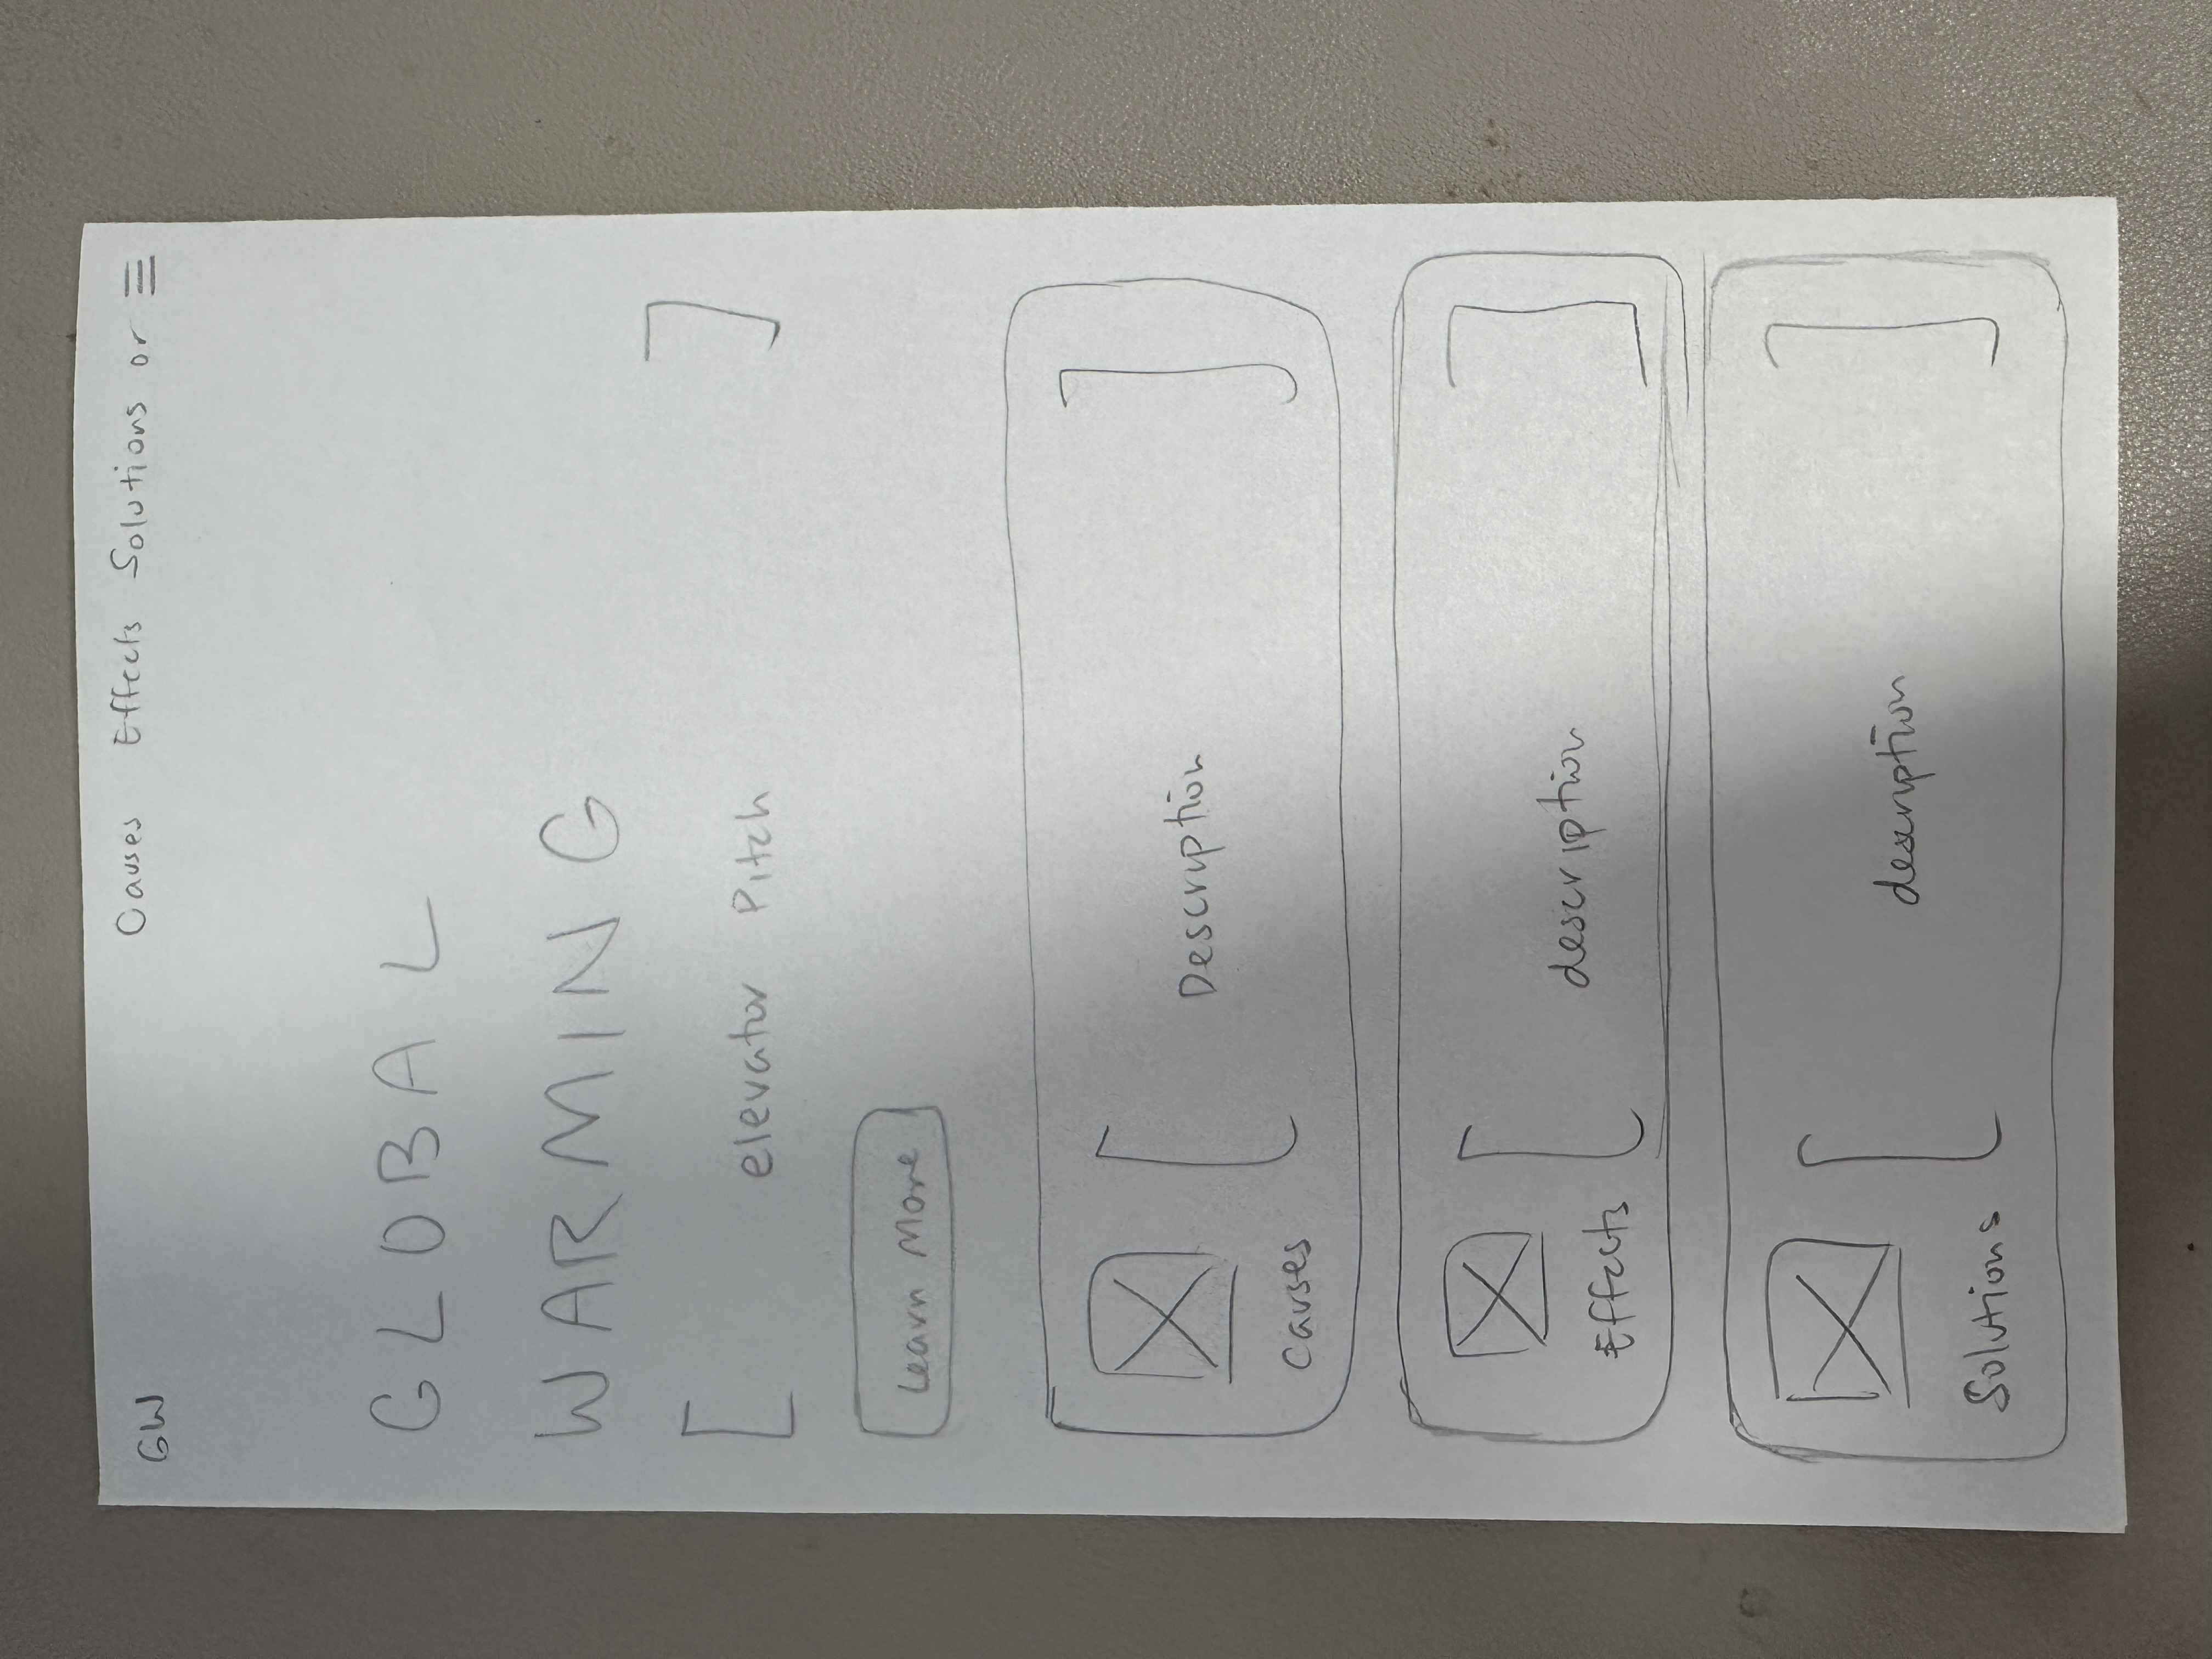 GW
Causes Effects Solutions or
GLOBAL
WARMING
elevator Pitch
Learn More
Description
Causes
description
Effects
description
Solutions